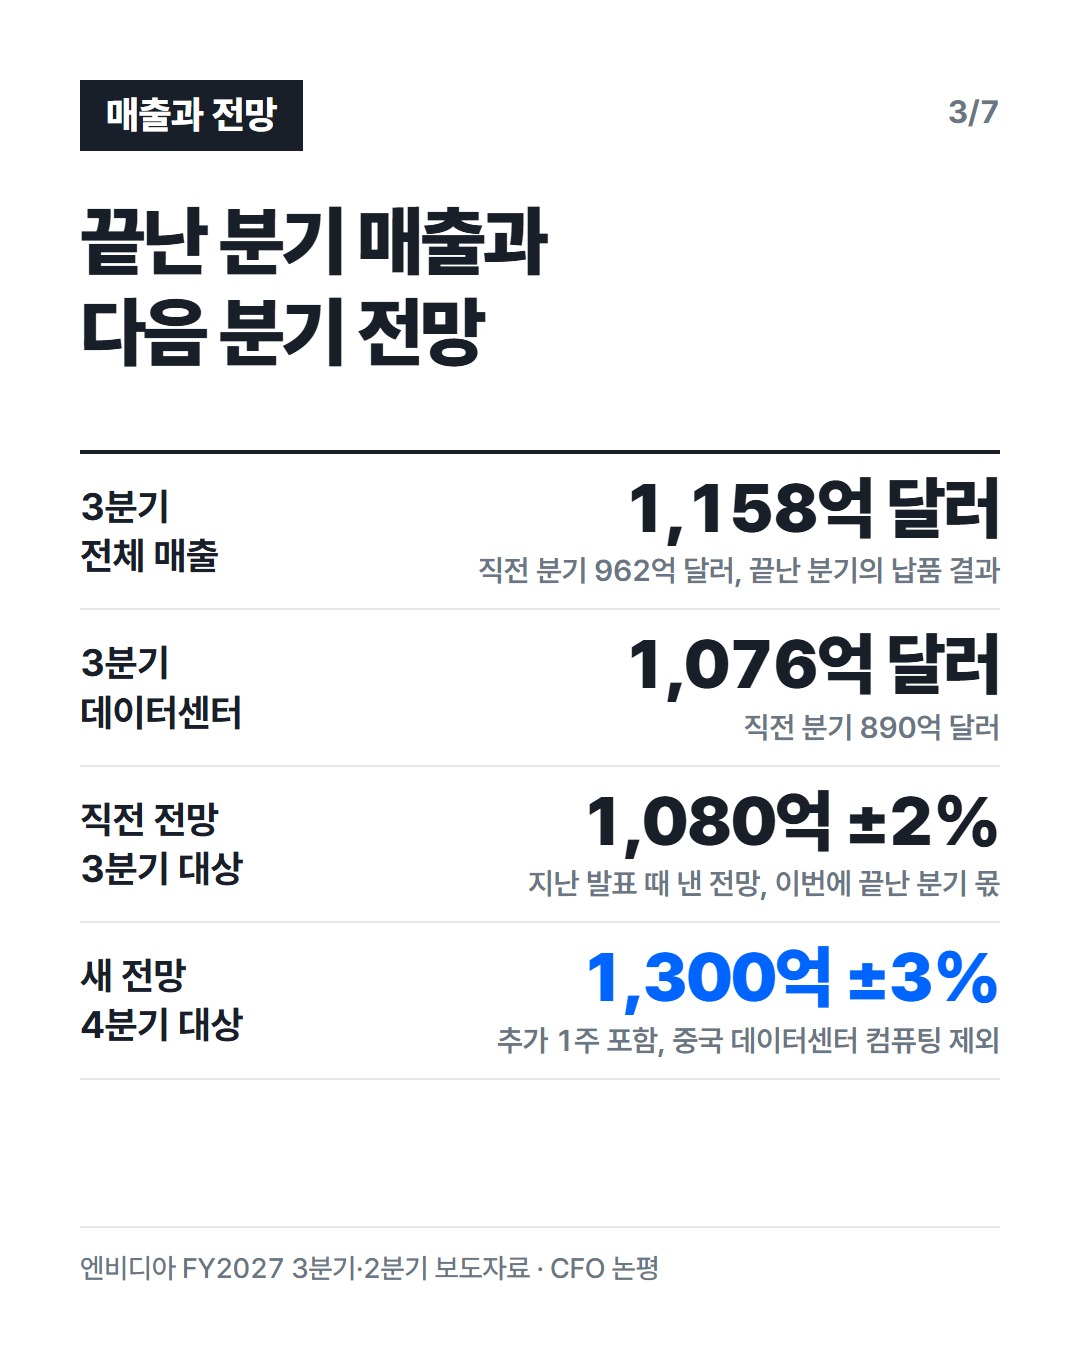 매출과 전망
3/7
끝난 분기 매출과
다음 분기 전망
3분기
전체 매출
1,158억 달러
직전 분기 962억 달러, 끝난 분기의 납품 결과
3분기
데이터센터
1,076억 달러
직전 분기 890억 달러
직전 전망
3분기 대상
1,080억 ±2%
지난 발표 때 낸 전망, 이번에 끝난 분기 몫
새 전망
4분기 대상
1,300억 ±3%
추가 1주 포함, 중국 데이터센터 컴퓨팅 제외
엔비디아 FY2027 3분기·2분기 보도자료 · CFO 논평